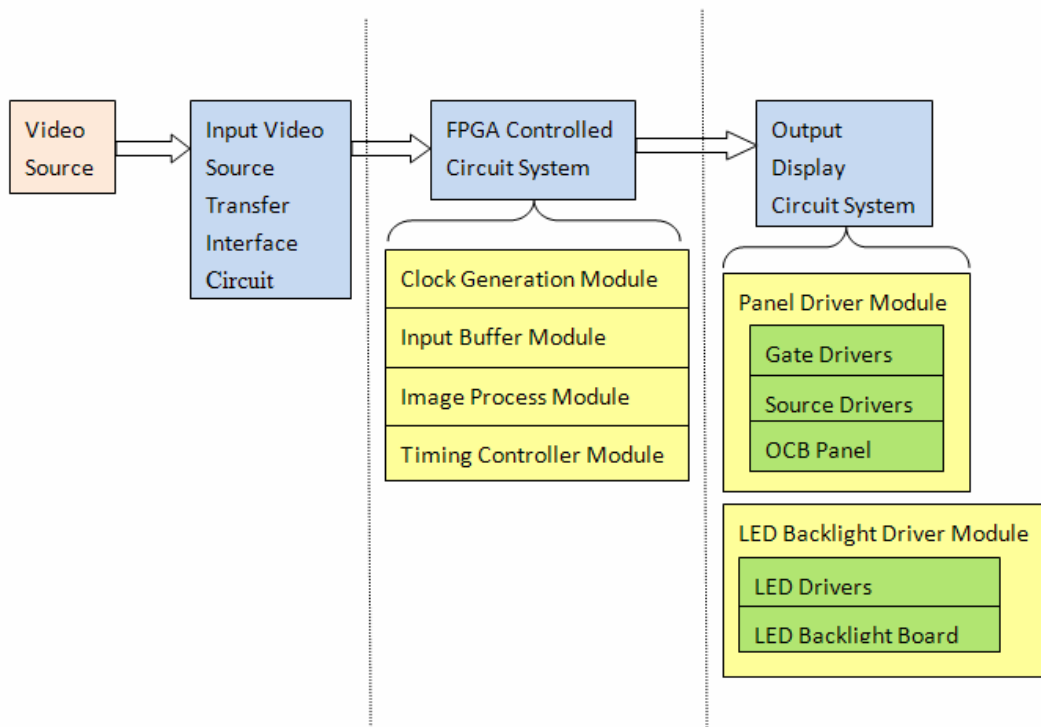 Video
Source
Input Video
Source
Transfer
Interface
Circuit
FPGA Controlled
Circuit System
Clock Generation Module
Input Buffer Module
Image Process Module
Timing Controller Module
Output
Display
Circuit System
Panel Driver Module
Gate Drivers
Source Drivers
OCB Panel
LED Backlight Driver Module
LED Drivers
LED Backlight Board